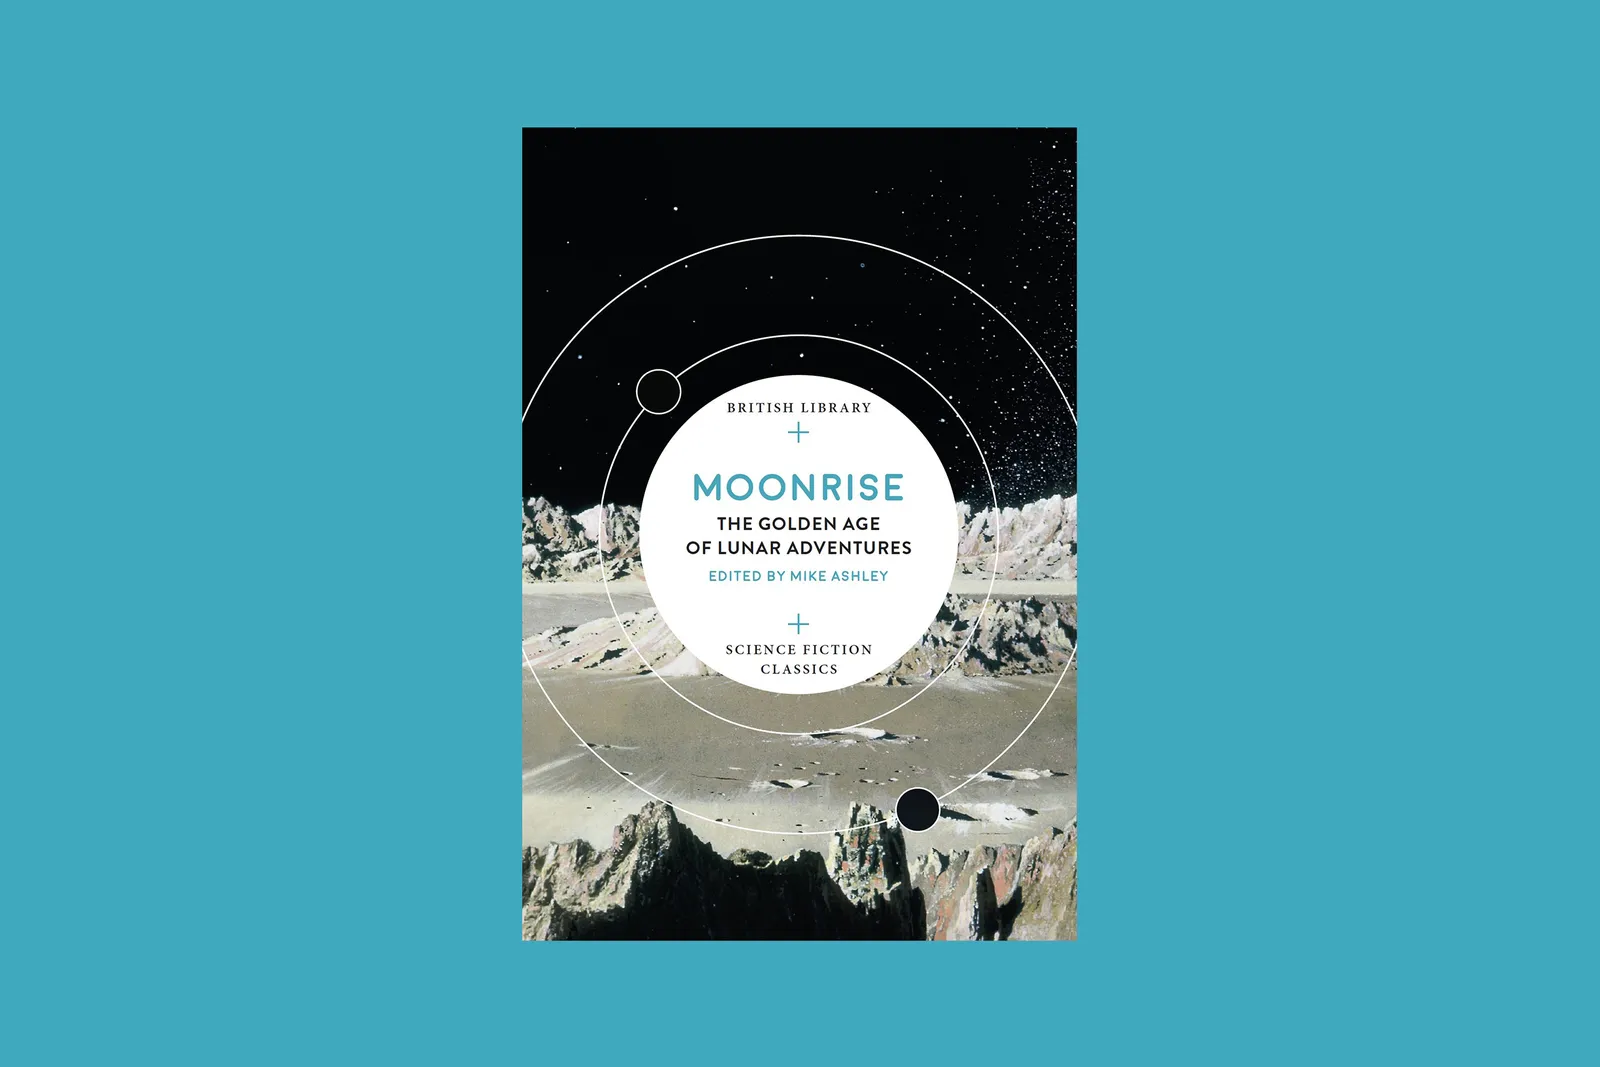 BRITISH LIBRARY
MOONRISE
THE GOLDEN AGE
OF LUNAR ADVENTURES
EDITED BY MIKE ASHLEY
SCIENCE FICTION
CLASSICS